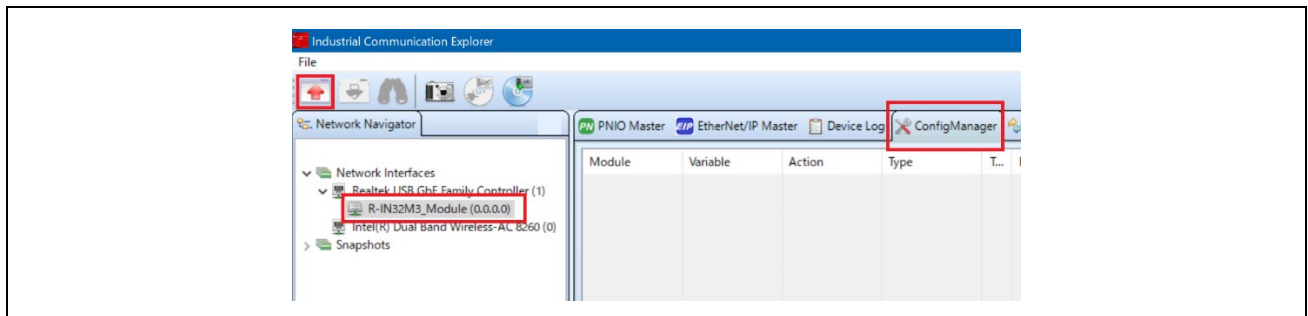 Industrial Communication Explorer
File
Network Navigator
PN PNIO Master EIP EtherNet/IP Master Device Log ConfigManager
Module Variable Action Type T...
Network Interfaces
Realtek USB GbE Family Controller (1)
R-IN32M3_Module (0.0.0.0)
Intel(R) Dual Band Wireless-AC 8260 (0)
Snapshots